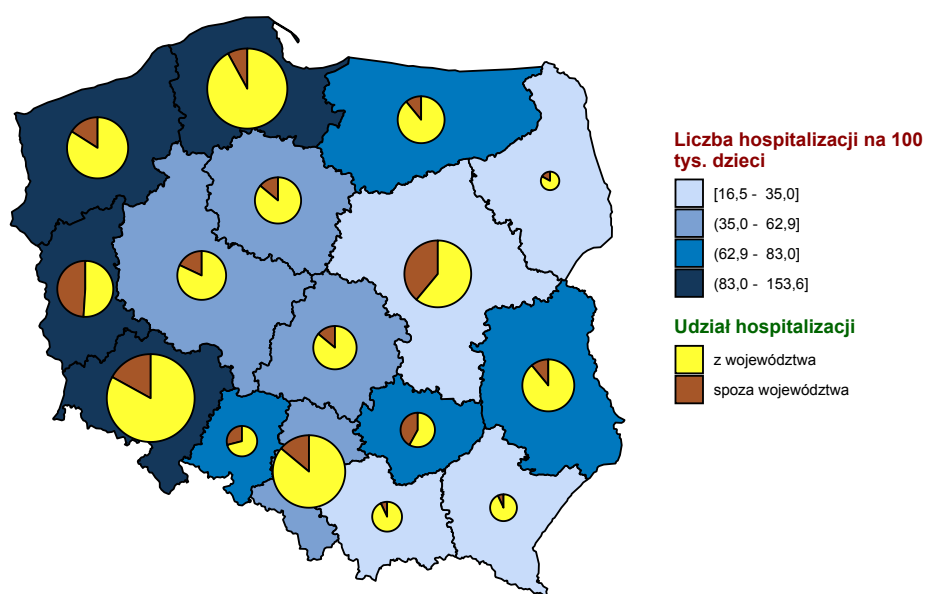 Liczba hospitalizacji na 100
tys. dzieci
[16,5 - 35,0]
(35,0 - 62,9]
(62,9 - 83,0]
(83,0 - 153,6]
Udział hospitalizacji
z województwa
spoza województwa